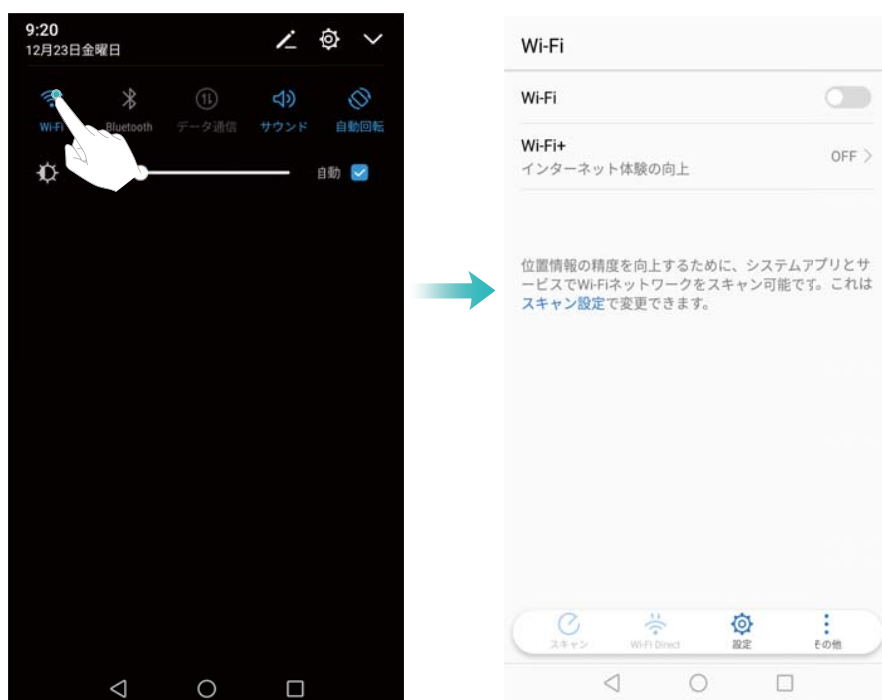 9:20
12月23日金曜日
Wi-Fi
Bluetooth
データ通信
サウンド
自動回転
自動
Wi-Fi
Wi-Fi
Wi-Fi+
インターネット体験の向上
OFF
位置情報の精度を向上するために、システムアプリとサ
ービスでWi-Fiネットワークをスキャン可能です。これは
スキャン設定で変更できます。
スキャン
Wi-Fi Direct
設定
その他